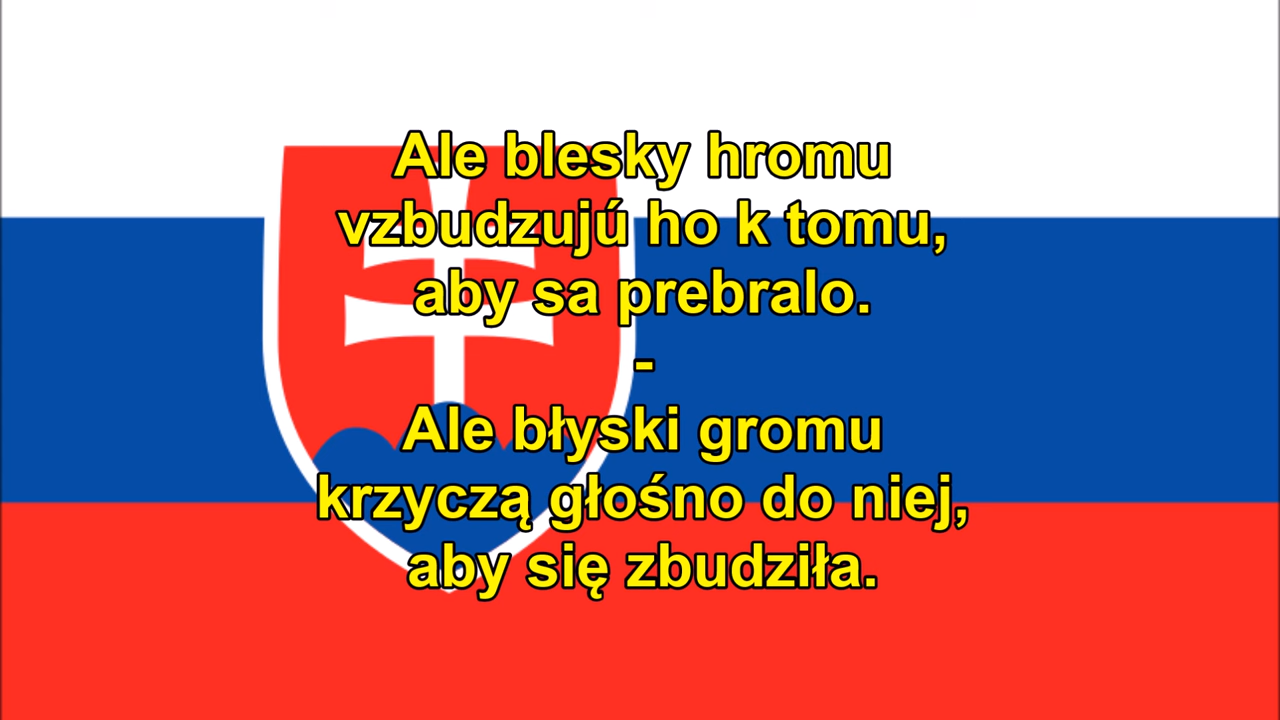 Ale blesky hromu
vzbudzujú ho k tomu,
aby sa prebralo.
-
Ale błyski gromu
krzyczą głośno do niej,
aby się zbudziła.